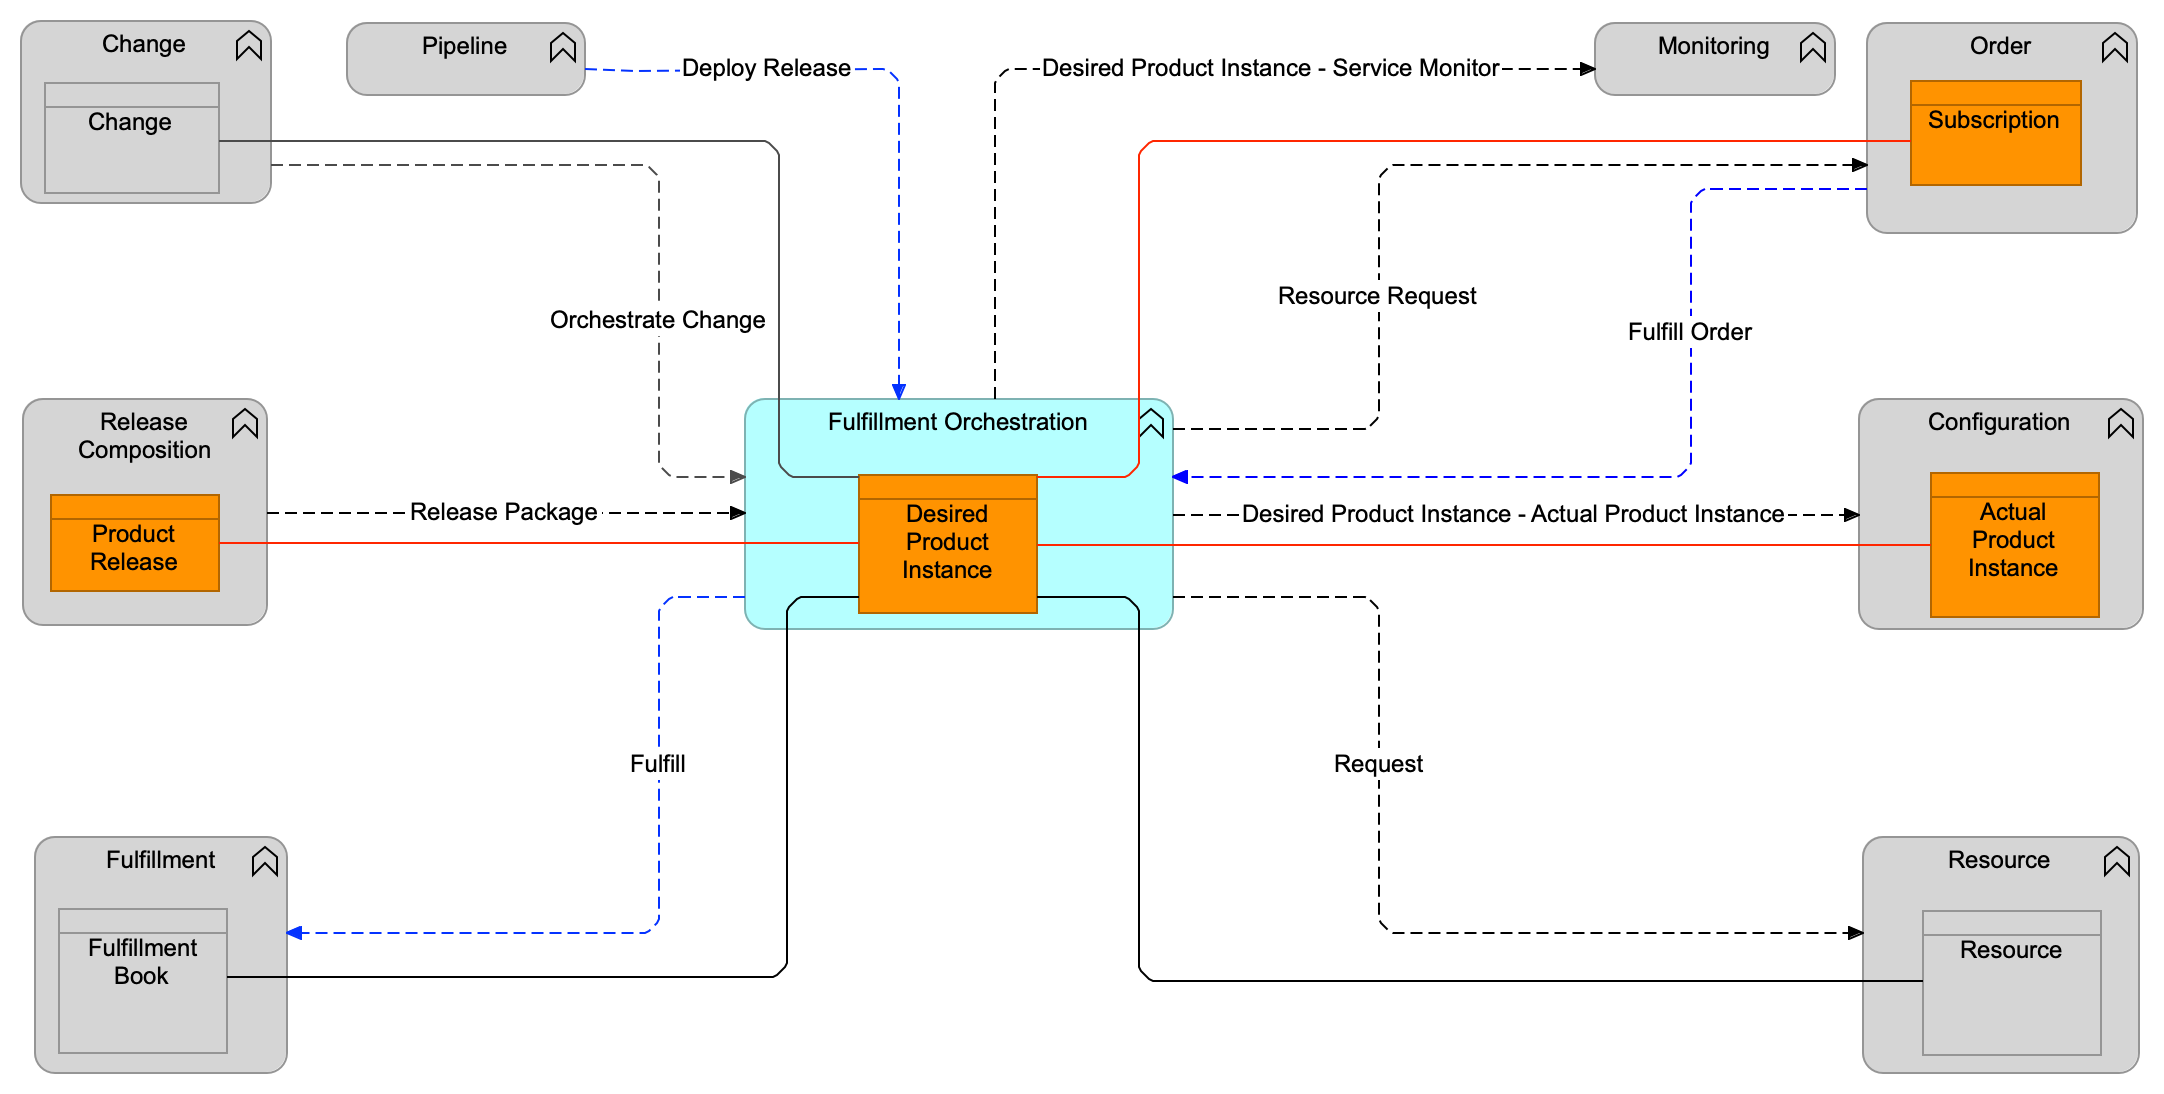 Change
Pipeline
Monitoring
Order
Deploy Release
Desired Product Instance - Service Monitor
Change
Subscription
Resource Request
Orchestrate Change
Fulfill Order
Release
Composition
Fulfillment Orchestration
Configuration
Release Package
Desired
Product
Instance
Desired Product Instance - Actual Product Instance
Actual
Product
Instance
Product
Release
Fulfill
Request
Fulfillment
Resource
Fulfillment
Book
Resource